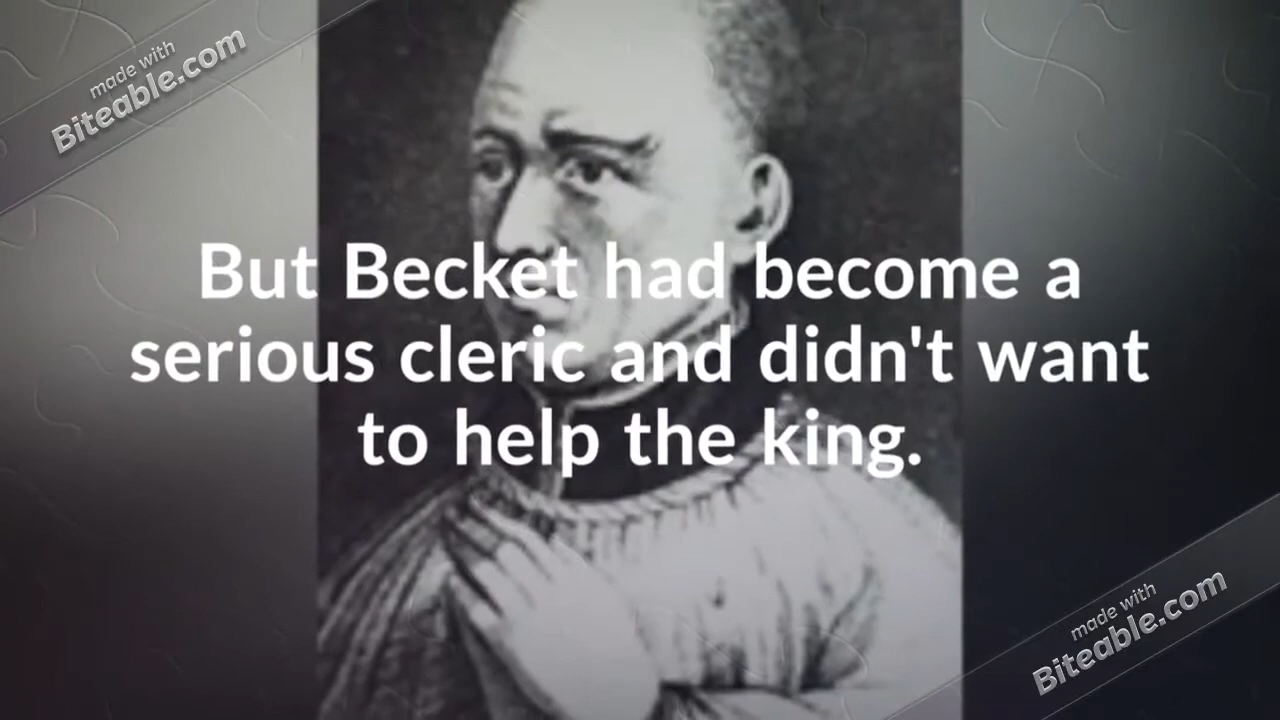 made with
Biteable.com
But Becket had become a
serious cleric and didn't want
to help the king.
made with
Biteable.com